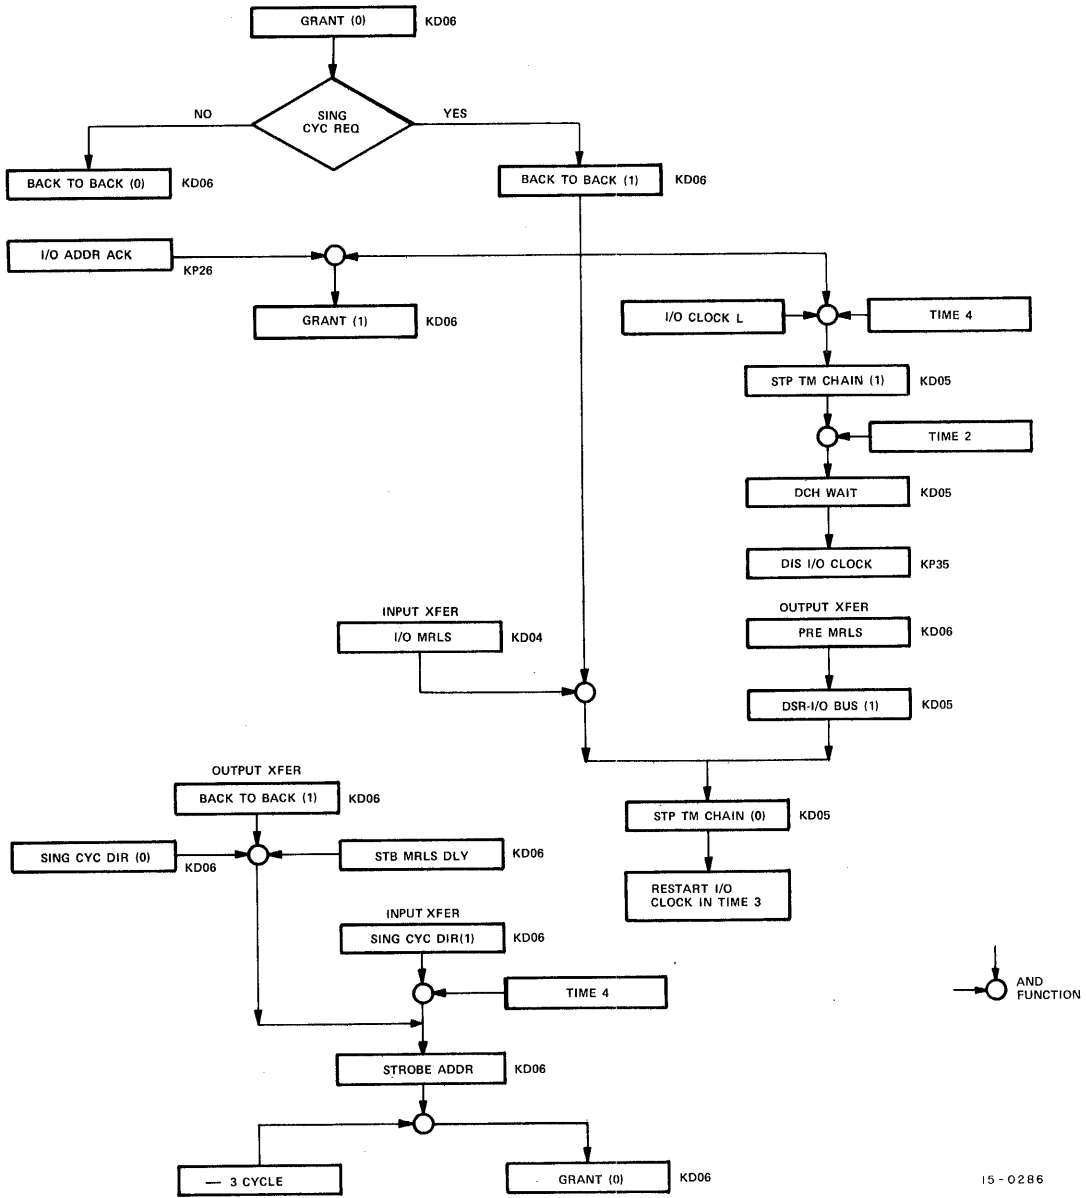 GRANT (0)
KD06
SING
CYC REQ
NO
YES
BACK TO BACK (0)
KD06
BACK TO BACK (1)
KD06
I/O ADDR ACK
KP26
GRANT (1)
KD06
I/O CLOCK L
TIME 4
STP TM CHAIN (1)
KD05
TIME 2
DCH WAIT
KD05
DIS I/O CLOCK
KP35
INPUT XFER
I/O MRLS
KD04
OUTPUT XFER
PRE MRLS
KD06
DSR-I/O BUS (1)
KD05
OUTPUT XFER
BACK TO BACK (1)
KD06
STP TM CHAIN (0)
KD05
SING CYC DIR (0)
KD06
STB MRLS DLY
KD06
RESTART I/O
CLOCK IN TIME 3
INPUT XFER
SING CYC DIR(1)
KD06
TIME 4
AND
FUNCTION
STROBE ADDR
KD06
— 3 CYCLE
GRANT (0)
KD06
15-0286